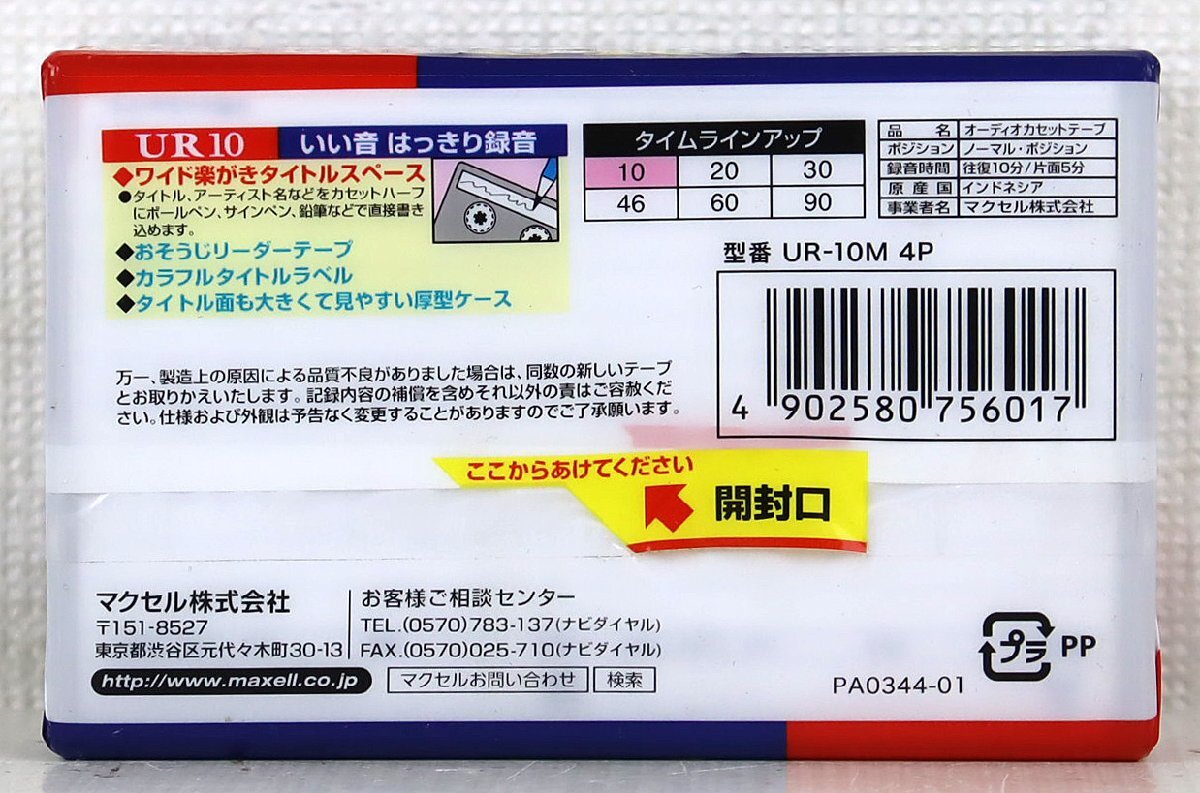 UR10 いい音 はっきり録音
◆ワイド楽がきタイトルスペース
●タイトル、アーティスト名などをカセットハーフ
にボールペン、サインペン、鉛筆などで直接書き
込めます。
◆おそうじリーダーテープ
◆カラフルタイトルラベル
◆タイトル面も大きくて見やすい厚型ケース
タイムラインアップ
10 20 30
46 60 90
品名 オーディオカセットテープ
ポジション ノーマル・ポジション
録音時間 往復10分/片面5分
原産国 インドネシア
事業者名 マクセル株式会社
型番 UR-10M 4P
4 902580 756017
万一、製造上の原因による品質不良がありました場合は、同数の新しいテープ
とお取りかえいたします。記録内容の補償を含めそれ以外の責はご容赦くだ
さい。仕様および外観は予告なく変更することがありますのでご了承願います。
ここからあけてください
開封口
マクセル株式会社
〒151-8527
東京都渋谷区元代々木町30-13
http://www.maxell.co.jp
お客様ご相談センター
TEL.(0570)783-137(ナビダイヤル)
FAX.(0570)025-710(ナビダイヤル)
マクセルお問い合わせ 検索
PA0344-01
プラ PP